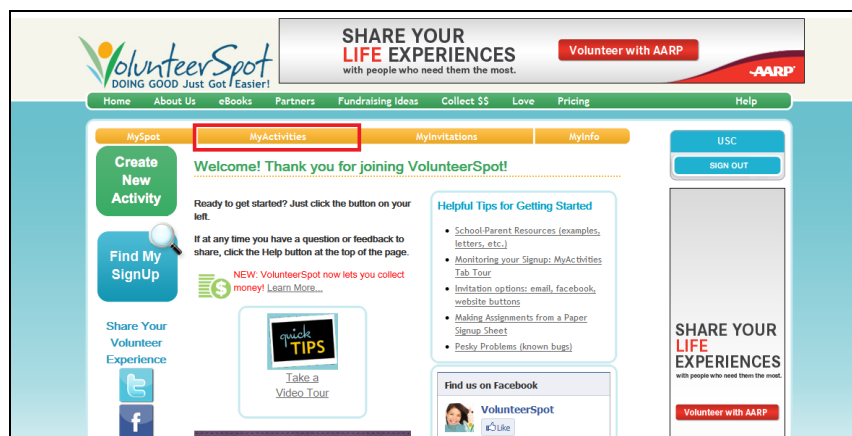 VolunteerSpot
DOING GOOD Just Got Easier!
SHARE YOUR
LIFE EXPERIENCES
with people who need them the most.
Volunteer with AARP
AARP
Home About Us eBooks Partners Fundraising Ideas Collect $$ Love Pricing Help
MySpot MyActivities MyInvitations MyInfo
USC
SIGN OUT
Create
New
Activity
Find My
SignUp
Share Your
Volunteer
Experience
Welcome! Thank you for joining VolunteerSpot!
Ready to get started? Just click the button on your
left.
If at any time you have a question or feedback to
share, click the Help button at the top of the page.
NEW: VolunteerSpot now lets you collect
money! Learn More...
quick
TIPS
Take a
Video Tour
Helpful Tips for Getting Started
School-Parent Resources (examples,
letters, etc.)
Monitoring your Signup: MyActivities
Tab Tour
Invitation options: email, facebook,
website buttons
Making Assignments from a Paper
Signup Sheet
Pesky Problems (known bugs)
Find us on Facebook
VolunteerSpot
Like
SHARE YOUR
LIFE
EXPERIENCES
with people who need them the most.
Volunteer with AARP